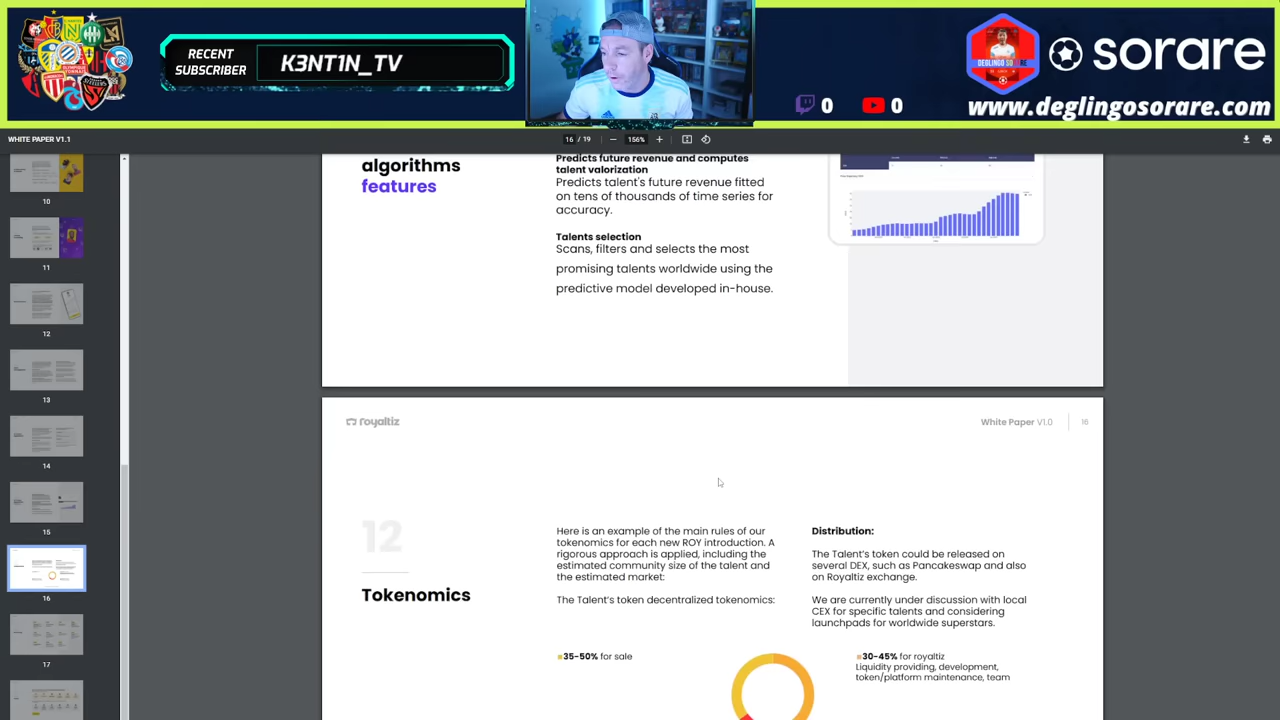 RECENT
SUBSCRIBER
K3NT1N_TV
DEGLINGO SO RE
sorare
0
0
www.deglingosorare.com
WHITE PAPER V1.1
16 / 19
156%
10
11
12
13
14
15
16
17
algorithms
features
Predicts future revenue and computes
talent valorization
Predicts talent's future revenue fitted
on tens of thousands of time series for
accuracy.
Talents selection
Scans, filters and selects the most
promising talents worldwide using the
predictive model developed in-house.
royaltiz
White Paper V1.0
16
12
Tokenomics
Here is an example of the main rules of our
tokenomics for each new ROY introduction. A
rigorous approach is applied, including the
estimated community size of the talent and
the estimated market:
The Talent's token decentralized tokenomics:
35-50% for sale
Distribution:
The Talent's token could be released on
several DEX, such as Pancakeswap and also
on Royaltiz exchange.
We are currently under discussion with local
CEX for specific talents and considering
launchpads for worldwide superstars.
30-45% for royaltiz
Liquidity providing, development,
token/platform maintenance, team